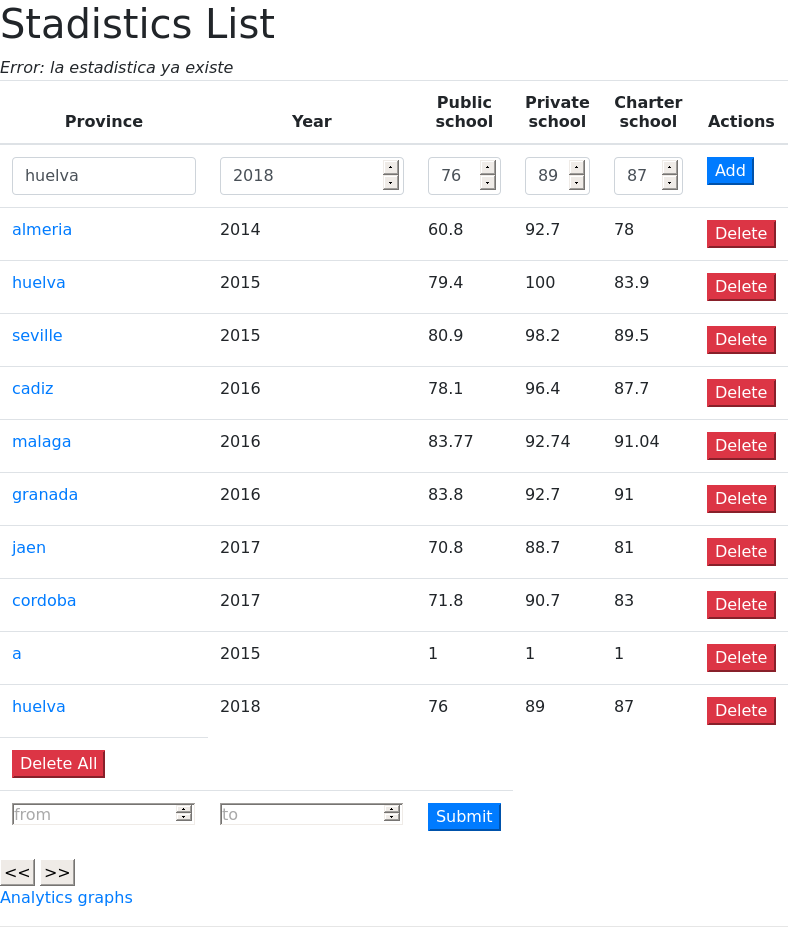 Stadistics List
Error: la estadistica ya existe
Province Year Public school Private school Charter school Actions
huelva 2018 76 89 87 Add
almeria 2014 60.8 92.7 78 Delete
huelva 2015 79.4 100 83.9 Delete
seville 2015 80.9 98.2 89.5 Delete
cadiz 2016 78.1 96.4 87.7 Delete
malaga 2016 83.77 92.74 91.04 Delete
granada 2016 83.8 92.7 91 Delete
jaen 2017 70.8 88.7 81 Delete
cordoba 2017 71.8 90.7 83 Delete
a 2015 1 1 1 Delete
huelva 2018 76 89 87 Delete
Delete All
from to Submit
<< >>
Analytics graphs